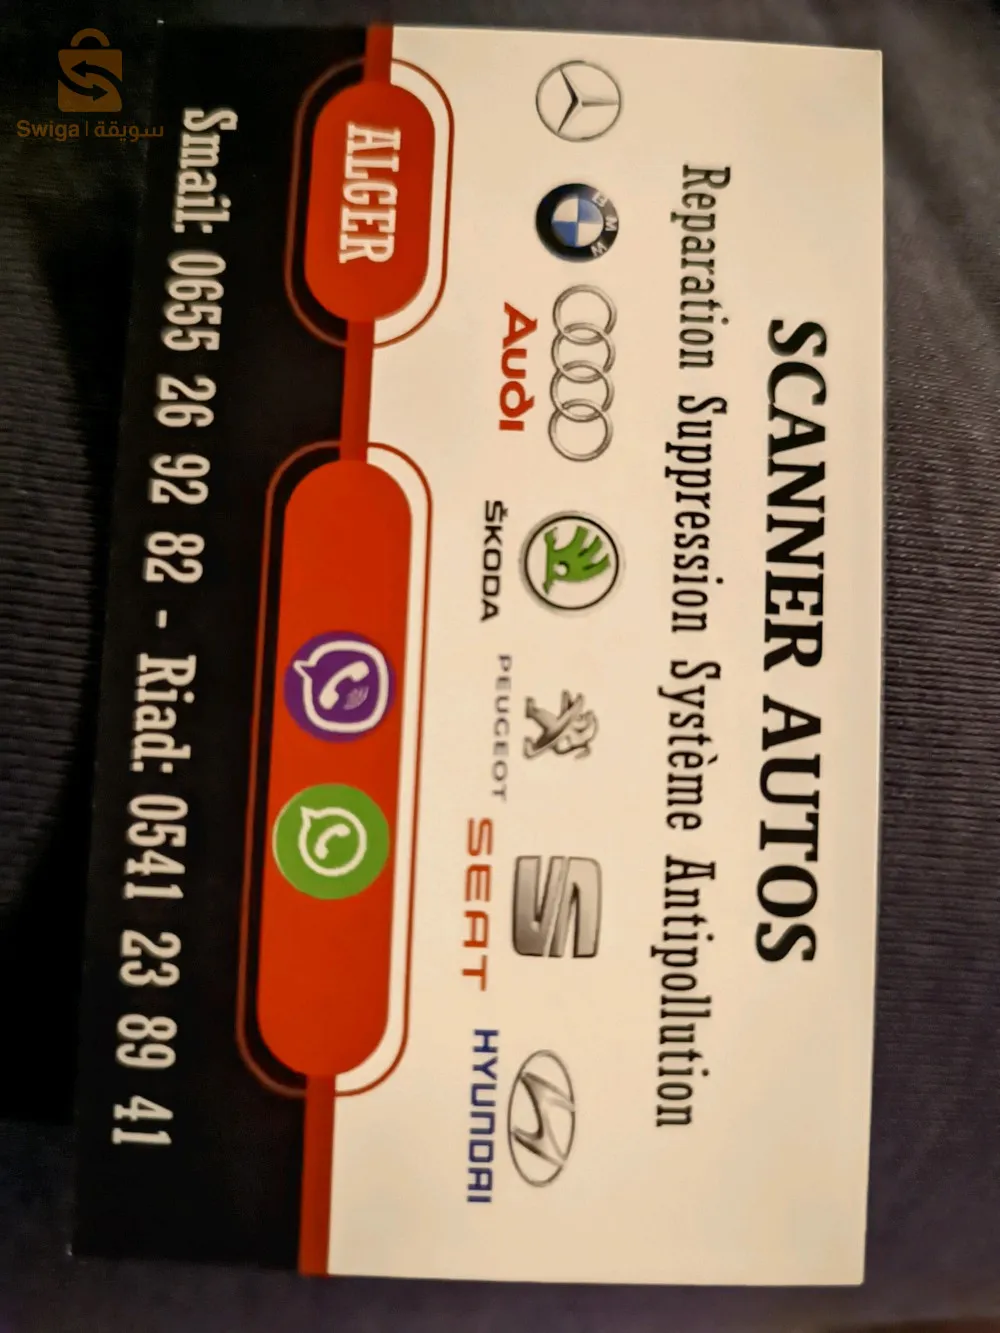 Swiga | سويقة
SCANNER AUTOS
Reparation Suppression Système Antipollution
BMW
Audi
ŠKODA
PEUGEOT
SEAT
HYUNDAI
ALGER
Smail: 0655 26 92 82 - Riad: 0541 23 89 41